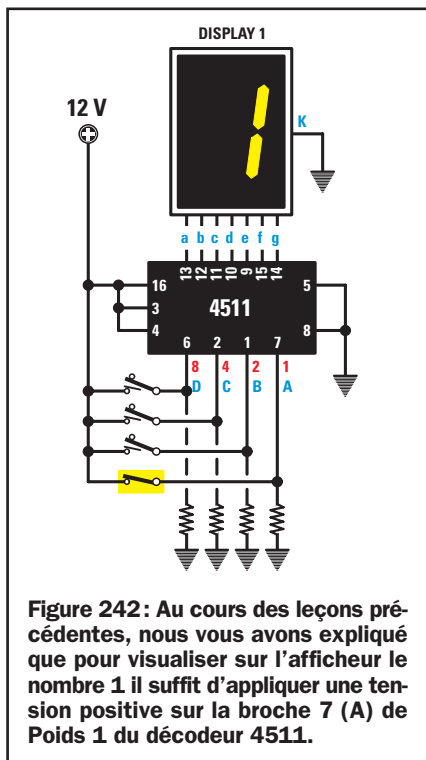 DISPLAY 1
12 V
K
a b c d e f g
13 12 11 10 9 15 14
16 5
3 4511
4 8
6 2 1 7
8 4 2 1
D C B A
Figure 242: Au cours des leçons pré-
cédentes, nous vous avons expliqué
que pour visualiser sur l’afficheur le
nombre 1 il suffit d’appliquer une ten-
sion positive sur la broche 7 (A) de
Poids 1 du décodeur 4511.